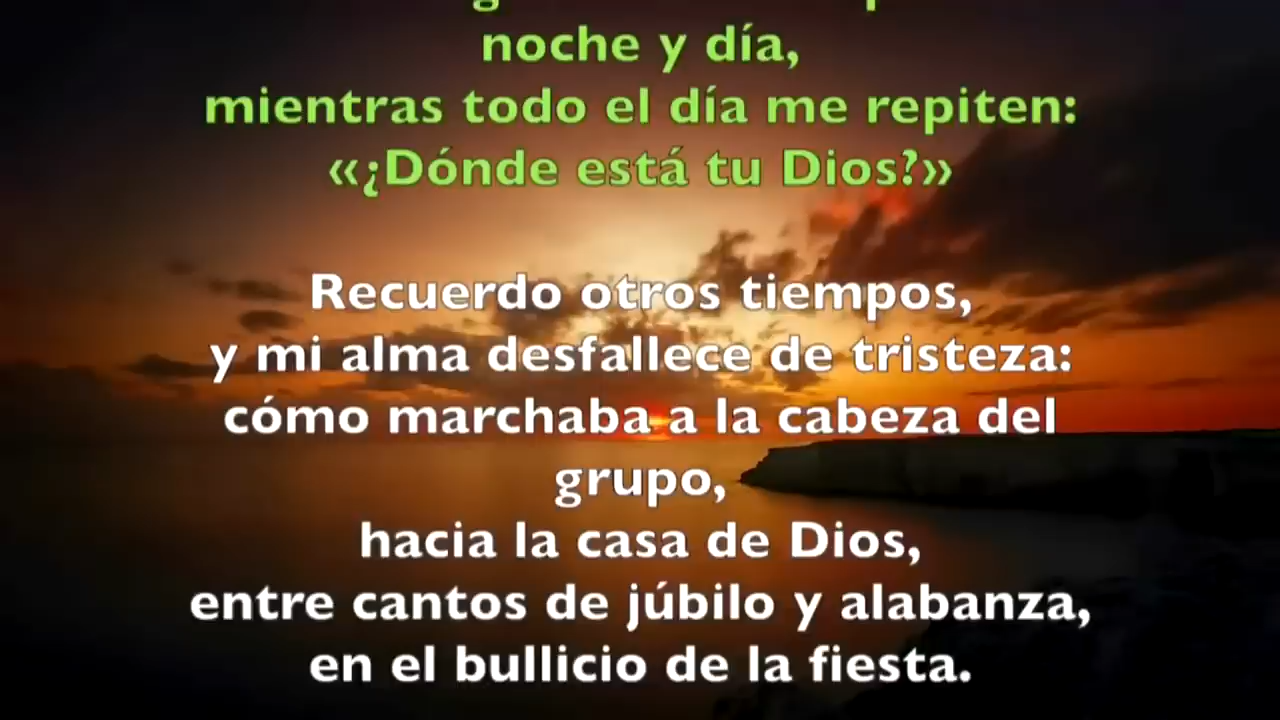 noche y día,
mientras todo el día me repiten:
«¿Dónde está tu Dios?»
Recuerdo otros tiempos,
y mi alma desfallece de tristeza:
cómo marchaba a la cabeza del
grupo,
hacia la casa de Dios,
entre cantos de júbilo y alabanza,
en el bullicio de la fiesta.